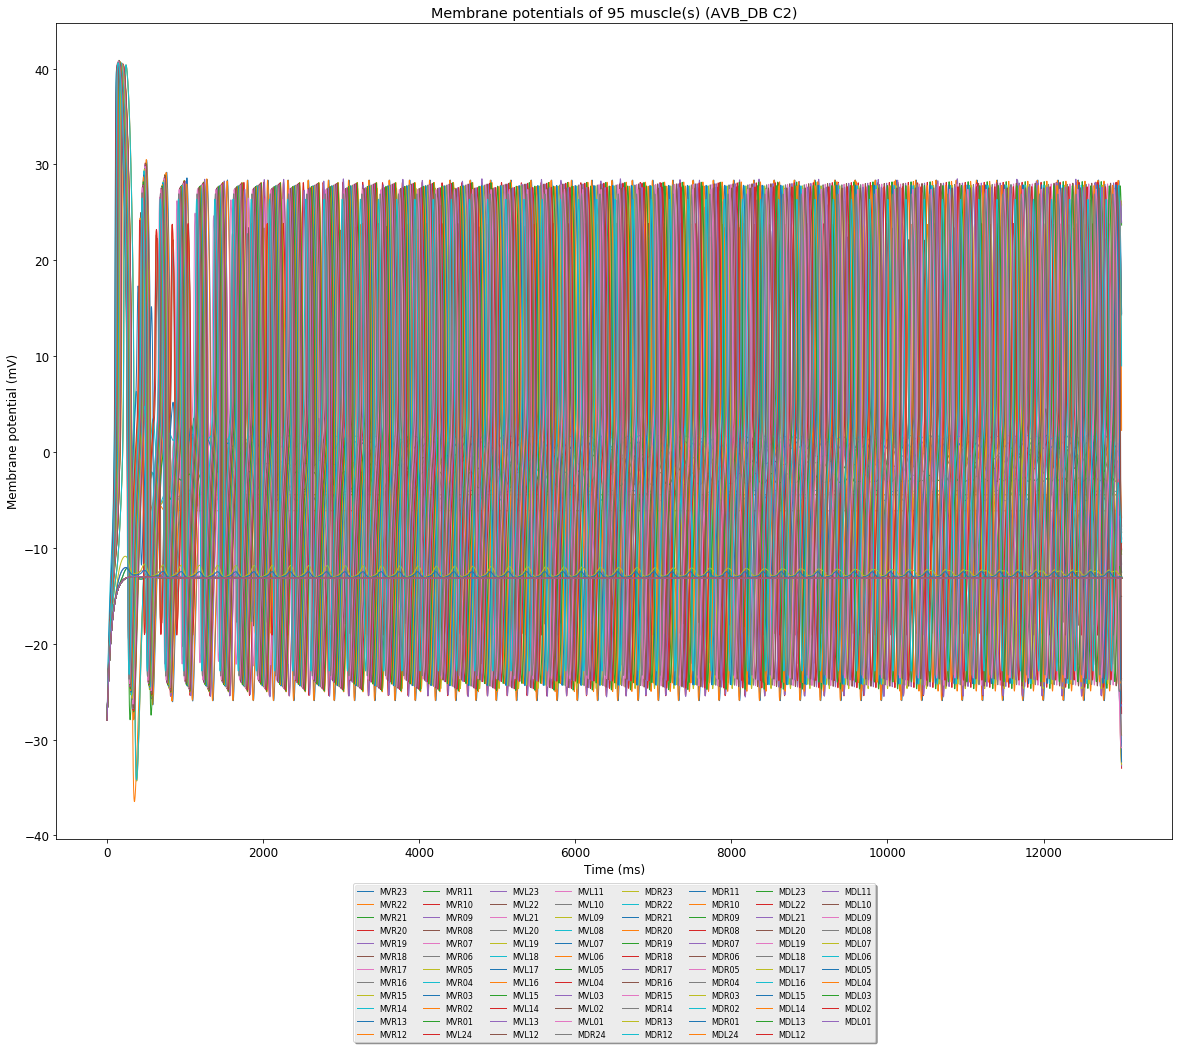 Membrane potentials of 95 muscle(s) (AVB_DB C2)
40
30
20
10
0
−10
−20
−30
−40
Membrane potential (mV)
0 2000 4000 6000 8000 10000 12000
Time (ms)
MVR23 MVR11 MVL23 MVL11 MDR23 MDR11 MDL23 MDL11
MVR22 MVR10 MVL22 MVL10 MDR22 MDR10 MDL22 MDL10
MVR21 MVR09 MVL21 MVL09 MDR21 MDR09 MDL21 MDL09
MVR20 MVR08 MVL20 MVL08 MDR20 MDR08 MDL20 MDL08
MVR19 MVR07 MVL19 MVL07 MDR19 MDR07 MDL19 MDL07
MVR18 MVR06 MVL18 MVL06 MDR18 MDR06 MDL18 MDL06
MVR17 MVR05 MVL17 MVL05 MDR17 MDR05 MDL17 MDL05
MVR16 MVR04 MVL16 MVL04 MDR16 MDR04 MDL16 MDL04
MVR15 MVR03 MVL15 MVL03 MDR15 MDR03 MDL15 MDL03
MVR14 MVR02 MVL14 MVL02 MDR14 MDR02 MDL14 MDL02
MVR13 MVR01 MVL13 MVL01 MDR13 MDR01 MDL13 MDL01
MVR12 MVL24 MVL12 MDR24 MDR12 MDL24 MDL12